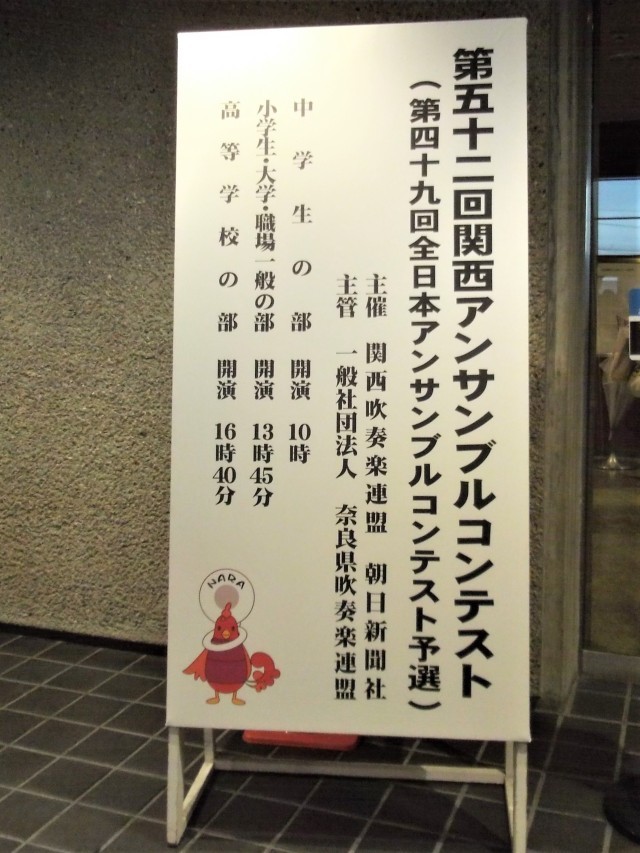 第五十二回関西アンサンブルコンテスト
（第四十九回全日本アンサンブルコンテスト予選）
主催 関西吹奏楽連盟 朝日新聞社
主管 一般社団法人 奈良県吹奏楽連盟
中学生の部 開演 10時
小学生・大学・職場一般の部 開演 13時45分
高等学校の部 開演 16時40分
NARA